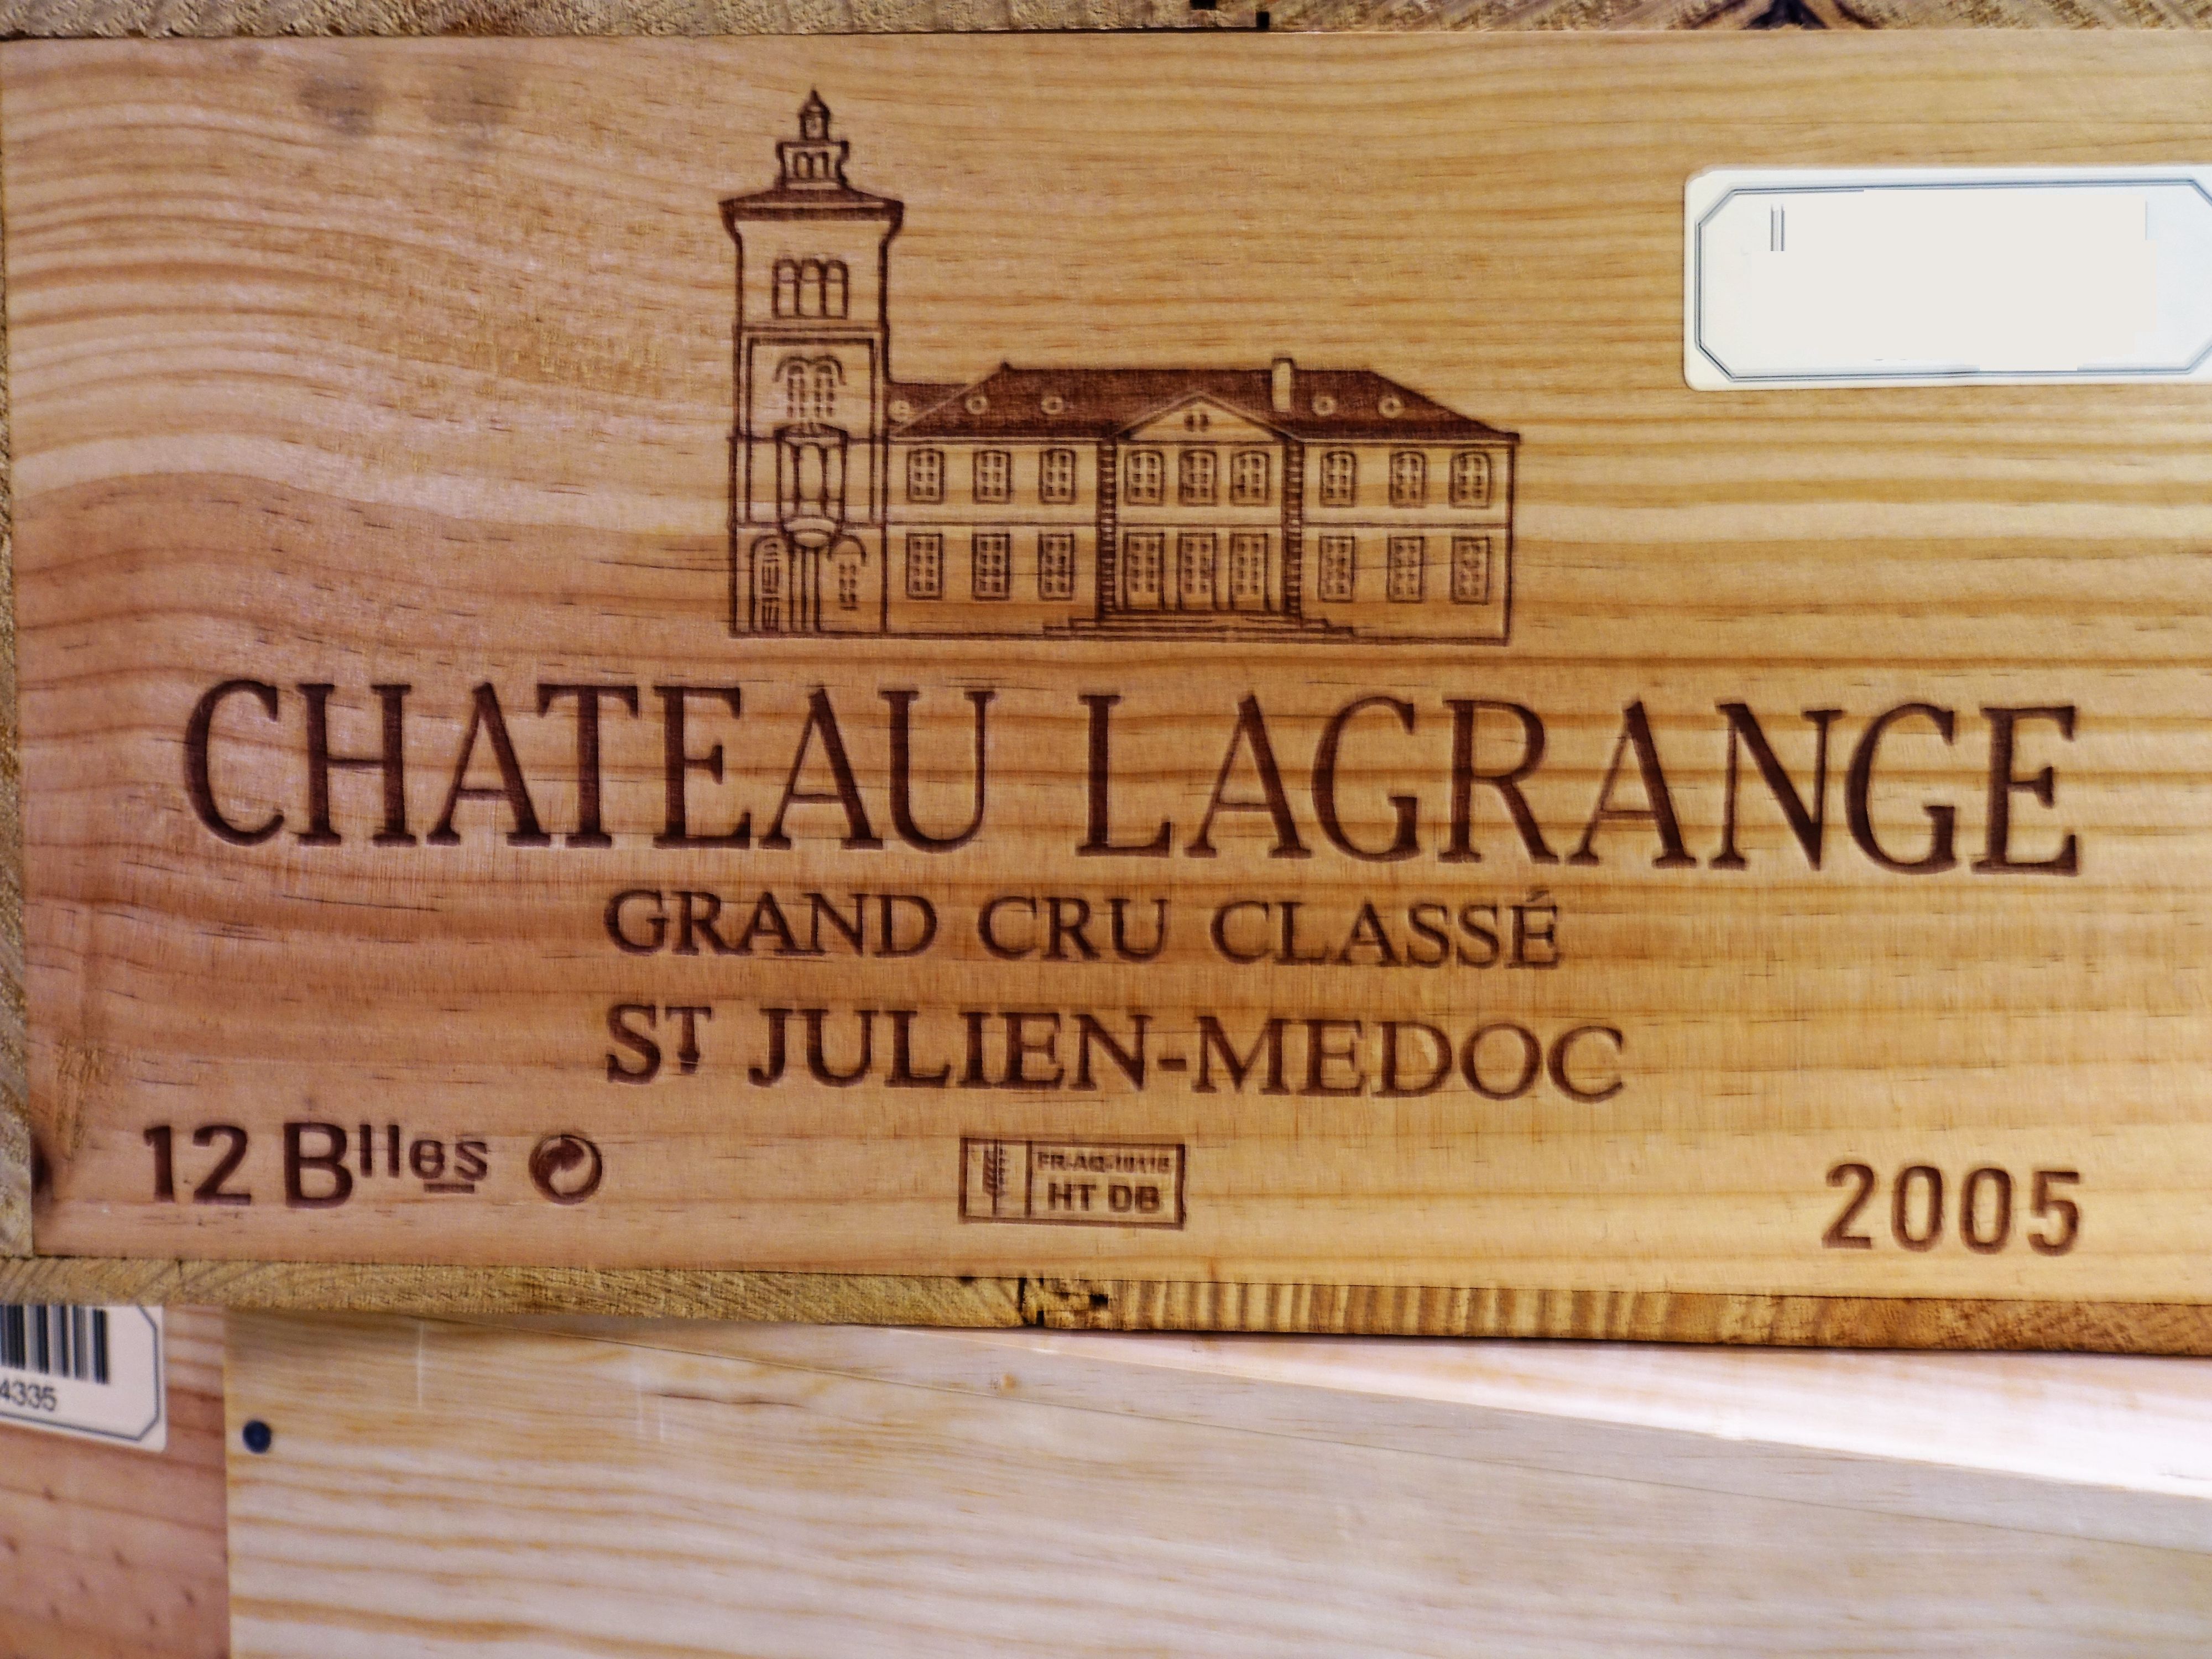 CHATEAU LAGRANGE
GRAND CRU CLASSÉ
ST JULIEN-MEDOC
12 Blles
HT DB
2005
4335